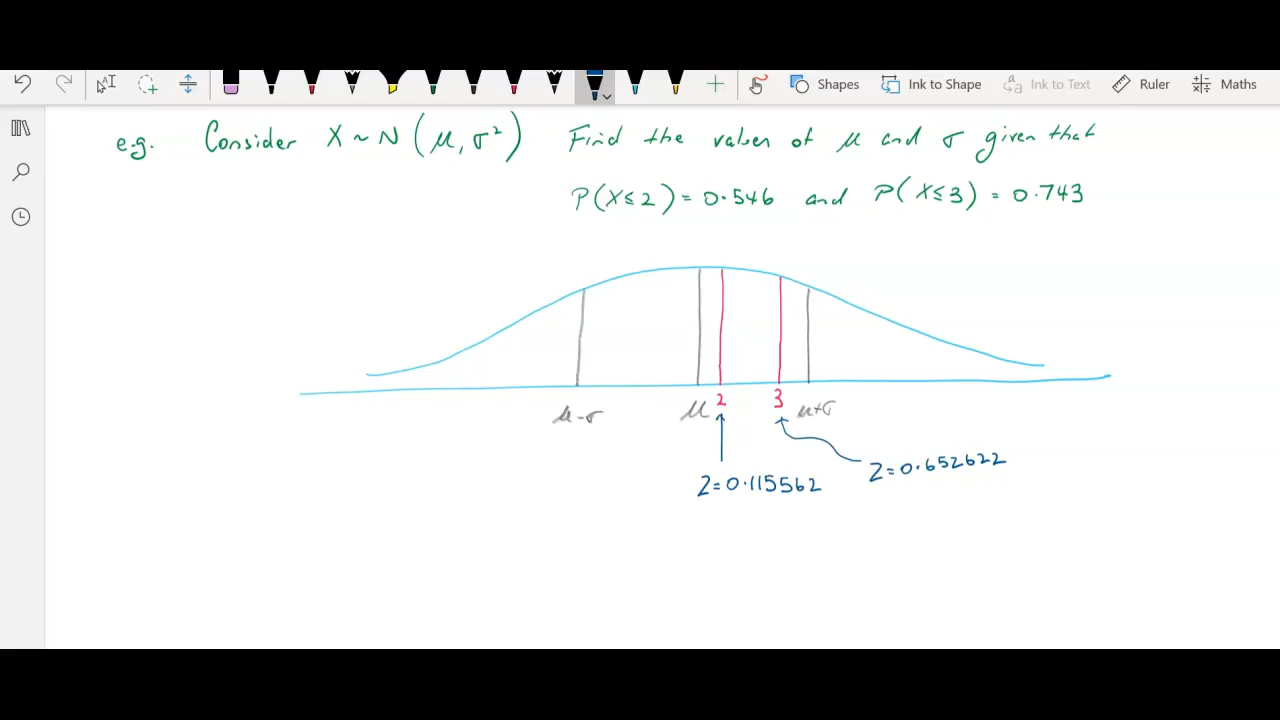 Shapes Ink to Shape Ink to Text Ruler Maths
e.g. Consider X ~ N (μ, σ²) Find the values of μ and σ given that
P(X≤2) = 0.546 and P(X≤3) = 0.743
μ-σ μ 2 3 μ+σ
Z=0.115562 Z=0.652622